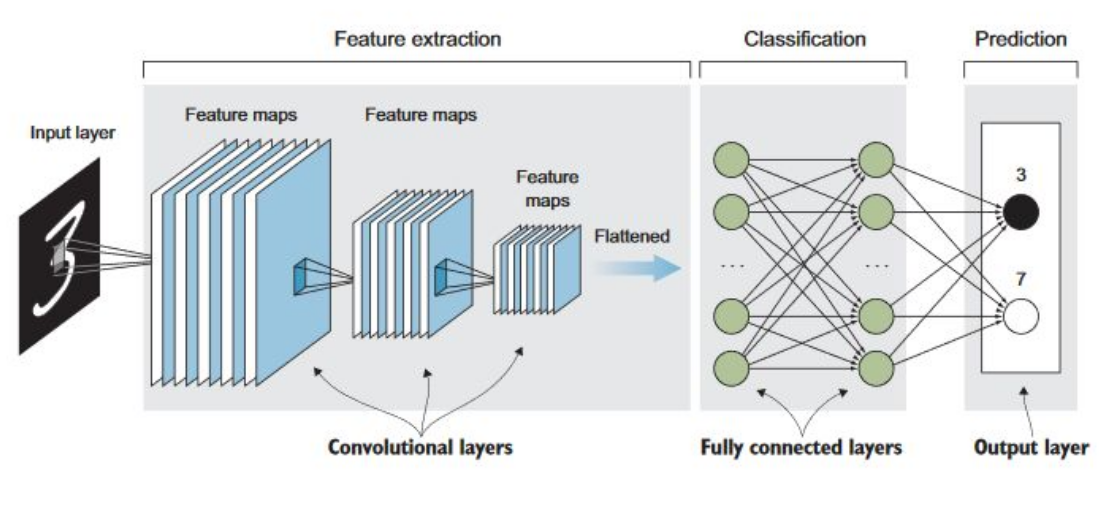 Feature extraction
Classification
Prediction
Input layer
Feature maps
Feature maps
Feature
maps
Flattened
3
7
...
...
Convolutional layers
Fully connected layers
Output layer